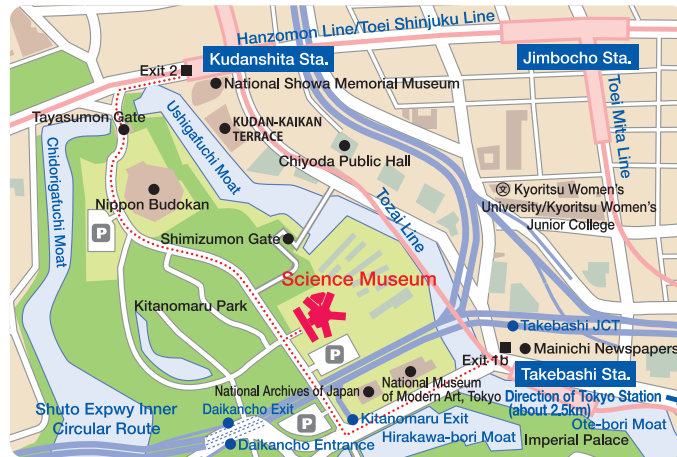 Hanzomon Line/Toei Shinjuku Line
Exit 2
Kudanshita Sta.
Jimbocho Sta.
National Showa Memorial Museum
Tayasumon Gate
Ushigafuchi Moat
KUDAN-KAIKAN
TERRACE
Toei Mita Line
Chiyoda Public Hall
Chidorigafuchi Moat
Nippon Budokan
P
Tozai Line
文 Kyoritsu Women's
University/Kyoritsu Women's
Junior College
Shimizumon Gate
Science Museum
Kitanomaru Park
Takebashi JCT
P
Exit 1b
Mainichi Newspapers
Takebashi Sta.
National Archives of Japan
National Museum
of Modern Art, Tokyo
Direction of Tokyo Station
(about 2.5km)
Shuto Expwy Inner
Circular Route
Daikancho Exit
P
Kitanomaru Exit
Ote-bori Moat
Daikancho Entrance
Hirakawa-bori Moat
Imperial Palace